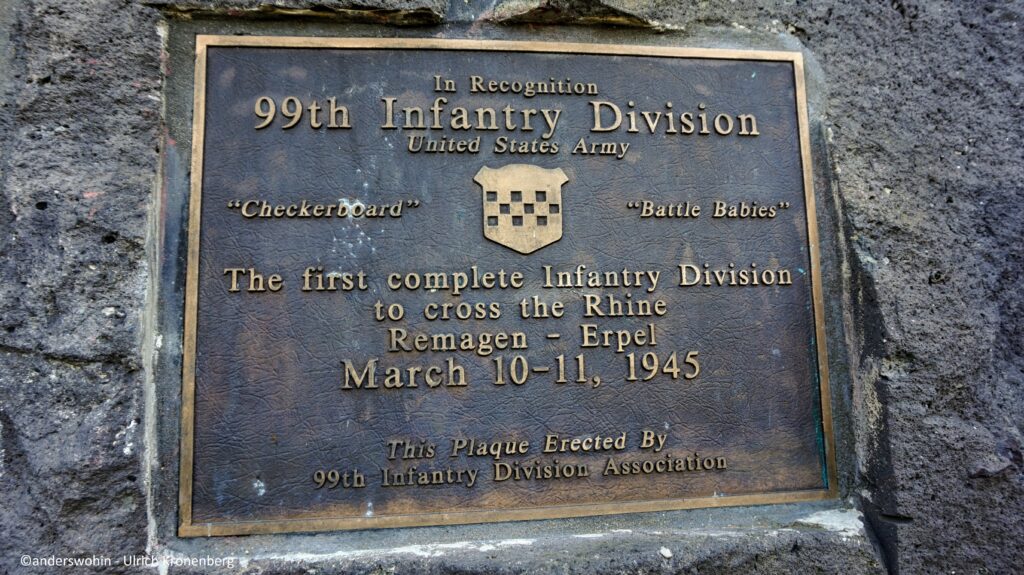 In Recognition
99th Infantry Division
United States Army
"Checkerboard" "Battle Babies"
The first complete Infantry Division
to cross the Rhine
Remagen - Erpel
March 10-11, 1945
This Plaque Erected By
99th Infantry Division Association
©anderswohin - Ulrich Kronenberg